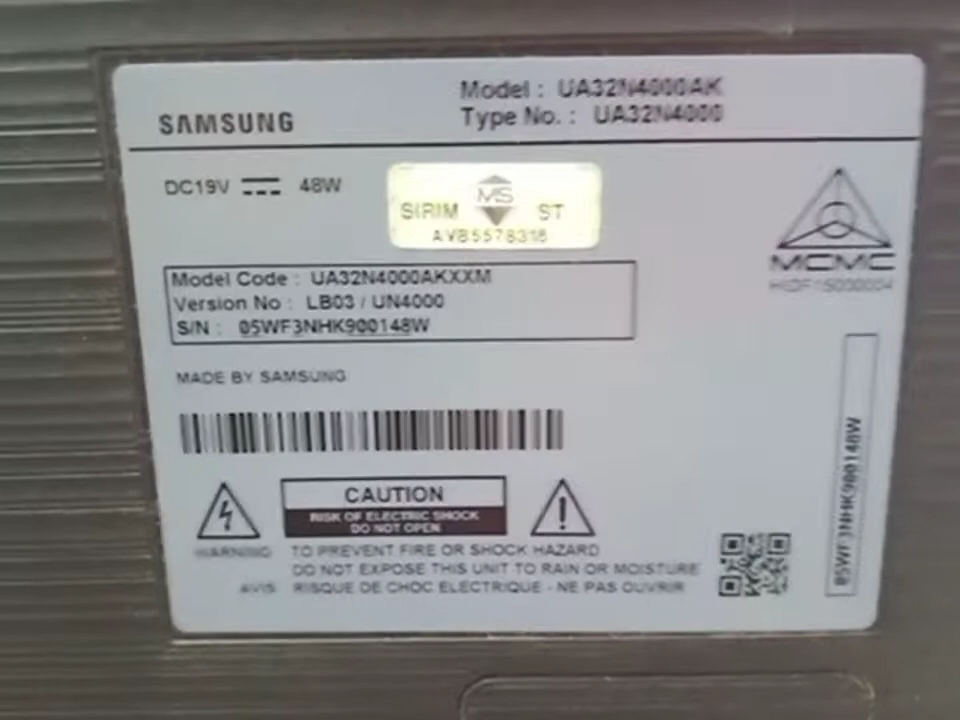 SAMSUNG
Model : UA32N4000AK
Type No. : UA32N4000
DC19V 48W
MS
SIRIM ST
AVB5578316
MCMC
HIDF15000004
Model Code : UA32N4000AKXXM
Version No : LB03 / UN4000
S/N : 05WF3NHK900148W
MADE BY SAMSUNG
05WF3NHK900148W
CAUTION
RISK OF ELECTRIC SHOCK
DO NOT OPEN
WARNING TO PREVENT FIRE OR SHOCK HAZARD
DO NOT EXPOSE THIS UNIT TO RAIN OR MOISTURE
AVIS RISQUE DE CHOC ELECTRIQUE - NE PAS OUVRIR